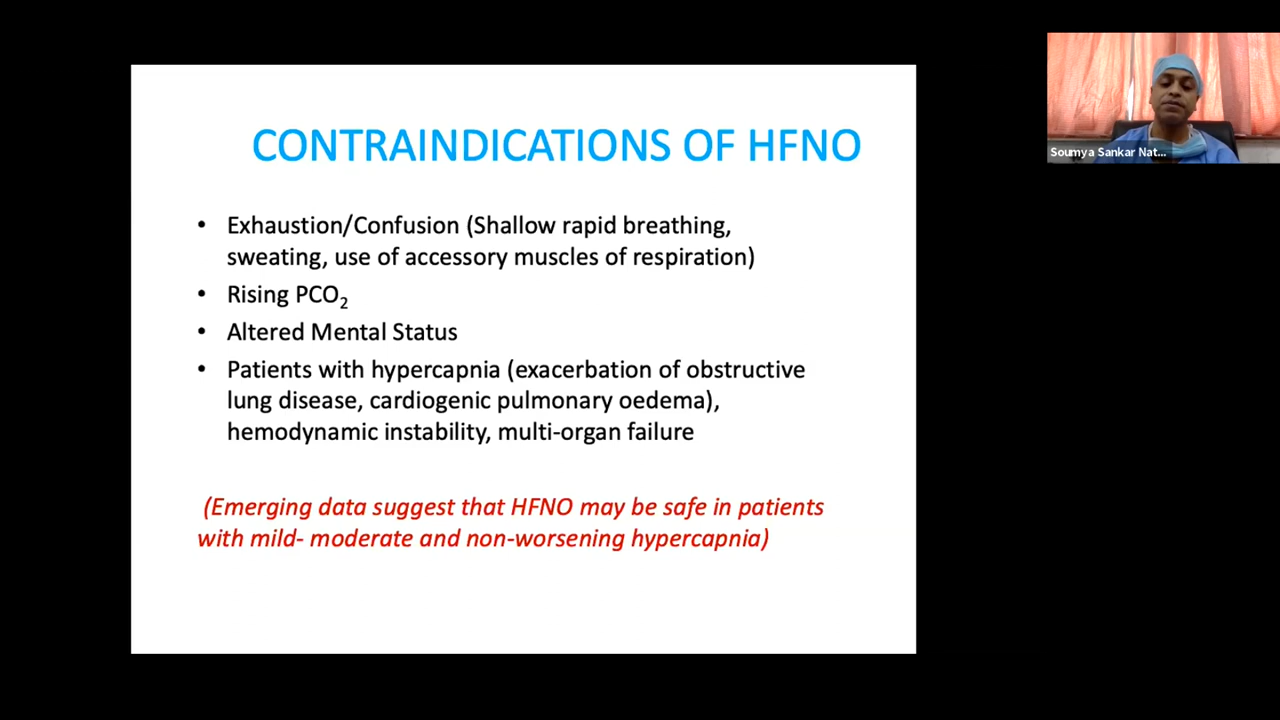 CONTRAINDICATIONS OF HFNO
• Exhaustion/Confusion (Shallow rapid breathing,
sweating, use of accessory muscles of respiration)
• Rising PCO₂
• Altered Mental Status
• Patients with hypercapnia (exacerbation of obstructive
lung disease, cardiogenic pulmonary oedema),
hemodynamic instability, multi-organ failure
(Emerging data suggest that HFNO may be safe in patients
with mild- moderate and non-worsening hypercapnia)
Soumya Sankar Nat...